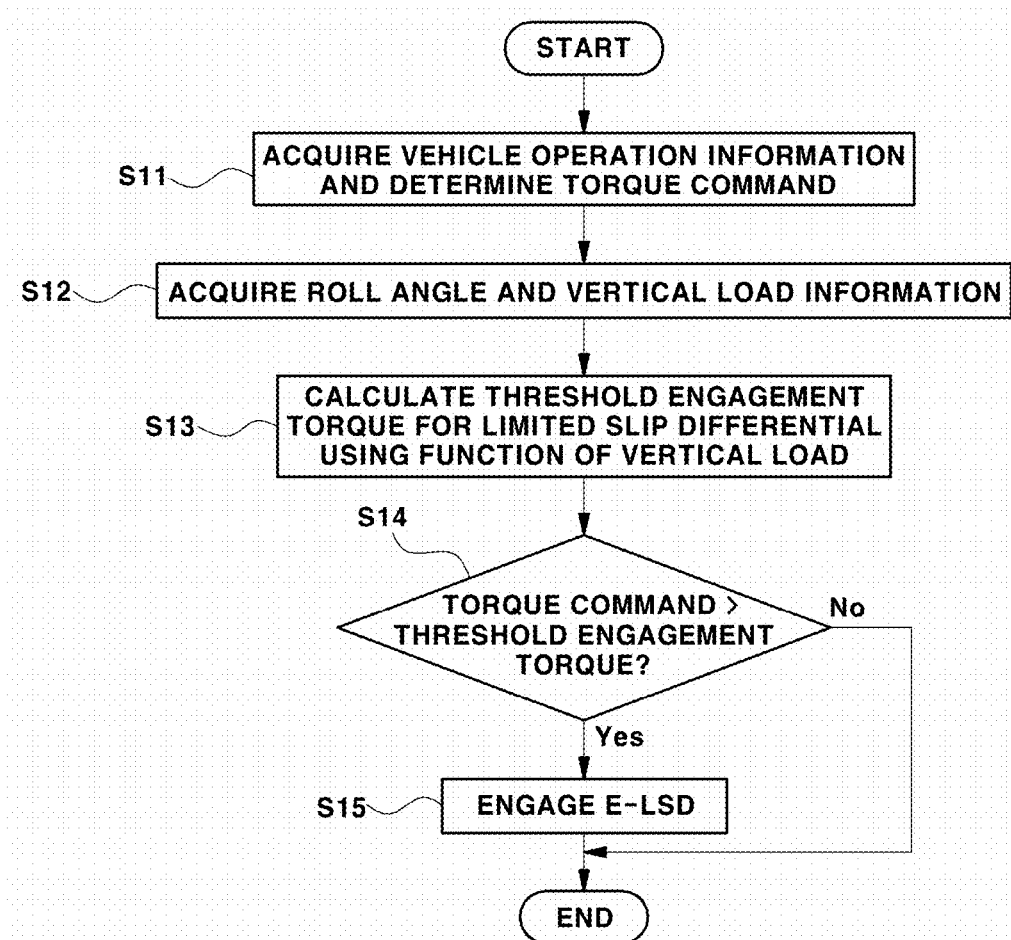 START
S11
ACQUIRE VEHICLE OPERATION INFORMATION
AND DETERMINE TORQUE COMMAND
S12
ACQUIRE ROLL ANGLE AND VERTICAL LOAD INFORMATION
S13
CALCULATE THRESHOLD ENGAGEMENT
TORQUE FOR LIMITED SLIP DIFFERENTIAL
USING FUNCTION OF VERTICAL LOAD
S14
TORQUE COMMAND >
THRESHOLD ENGAGEMENT
TORQUE?
No
Yes
S15
ENGAGE E-LSD
END